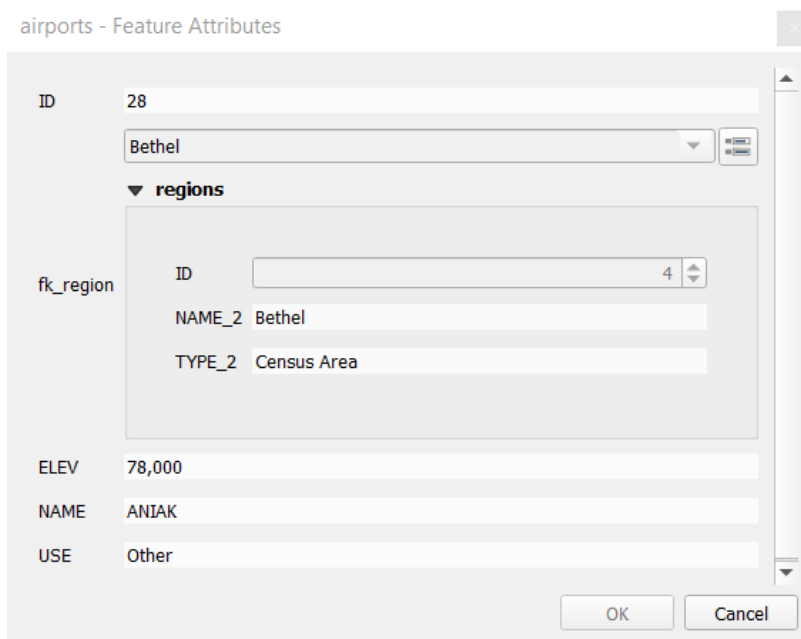 airports - Feature Attributes
ID 28
Bethel
regions
fk_region
ID 4
NAME_2 Bethel
TYPE_2 Census Area
ELEV 78,000
NAME ANIAK
USE Other
OK Cancel